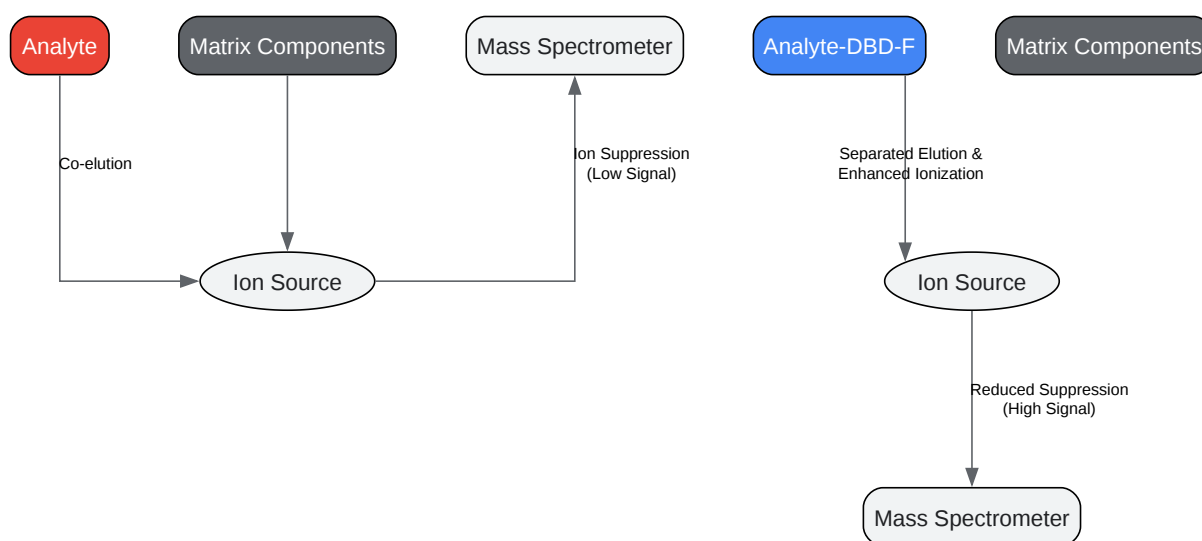 Analyte
Matrix Components
Mass Spectrometer
Analyte-DBD-F
Matrix Components
Co-elution
Ion Suppression
(Low Signal)
Separated Elution &
Enhanced Ionization
Ion Source
Ion Source
Reduced Suppression
(High Signal)
Mass Spectrometer